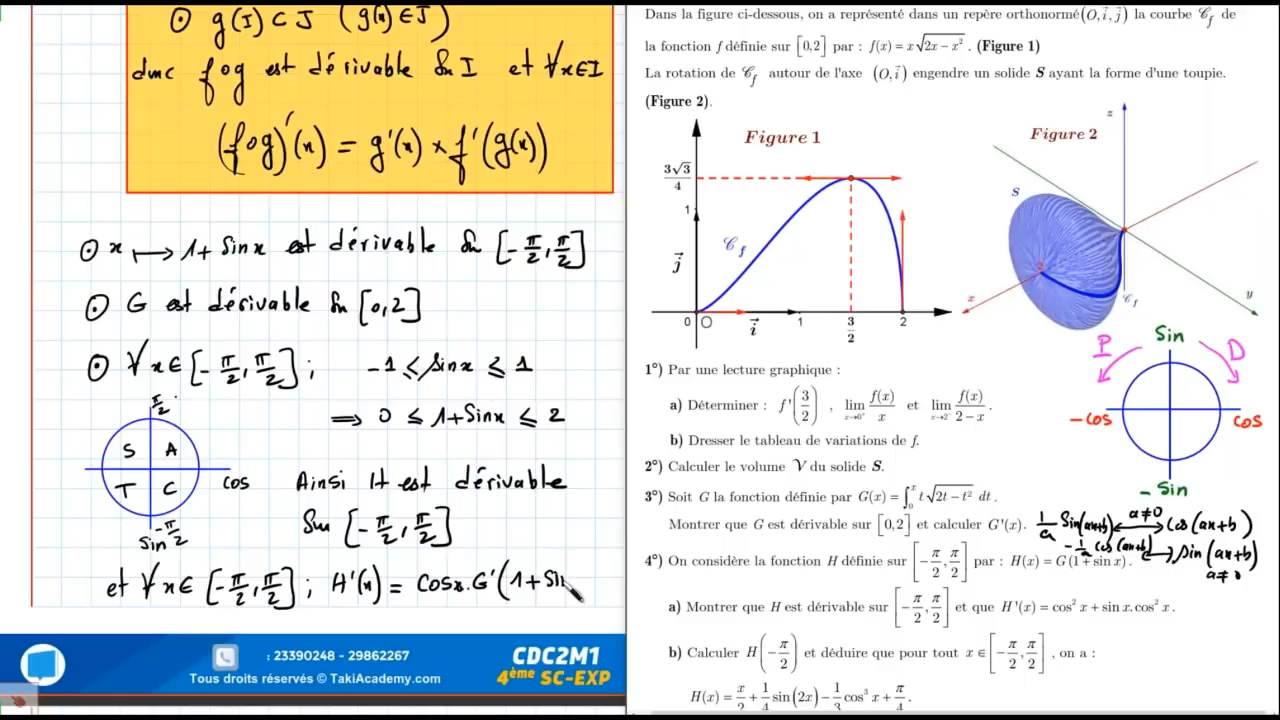 ⊙ g(I) ⊂ J (g(x) ∈ J)
donc fog est dérivable sur I et ∀x∈I
(fog)'(x) = g'(x) × f'(g(x))
⊙ x ⟼ 1+Sinx est dérivable sur [-π/2, π/2]
⊙ G est dérivable sur [0,2]
⊙ ∀x∈[-π/2, π/2] ; -1 ≤ sinx ≤ 1
⟹ 0 ≤ 1+Sinx ≤ 2
π/2
S A
T C
cos
-π/2
sin
Ainsi H est dérivable
Sur [-π/2, π/2]
et ∀x∈ [-π/2, π/2] ; H'(x) = cosx.G'(1+Sin
: 23390248 - 29862267
Tous droits réservés © TakiAcademy.com
CDC2M1
4ème SC-EXP
Dans la figure ci-dessous, on a représenté dans un repère orthonormé (O, i⃗, j⃗) la courbe 𝒞f de
la fonction f définie sur [0,2] par : f(x) = x√(2x − x²) . (Figure 1)
La rotation de 𝒞f autour de l'axe (O, i⃗) engendre un solide S ayant la forme d'une toupie.
(Figure 2).
Figure 1
3√3/4
1
𝒞f
j⃗
0 O i⃗ 1 3/2 2
Figure 2
z
S
2
x
𝒞f
y
1°) Par une lecture graphique :
a) Déterminer : f'(3/2) , lim x→0⁺ f(x)/x et lim x→2⁻ f(x)/(2−x) .
b) Dresser le tableau de variations de f.
2°) Calculer le volume 𝒱 du solide S.
3°) Soit G la fonction définie par G(x) = ∫₀ˣ t√(2t − t²) dt .
Montrer que G est dérivable sur [0,2] et calculer G'(x) .
4°) On considère la fonction H définie sur [−π/2, π/2] par : H(x) = G(1+sin x) .
a) Montrer que H est dérivable sur [−π/2, π/2] et que H'(x) = cos² x + sin x. cos² x .
b) Calculer H(−π/2) et déduire que pour tout x ∈ [−π/2, π/2] , on a :
H(x) = x/2 + 1/4 sin(2x) − 1/3 cos³ x + π/4 .
Sin
P D
-cos cos
-Sin
1/a Sin(ax+b) ⟷ a≠0 cos(ax+b)
-1/a cos(ax+b) ⟷ sin(ax+b)
a≠0